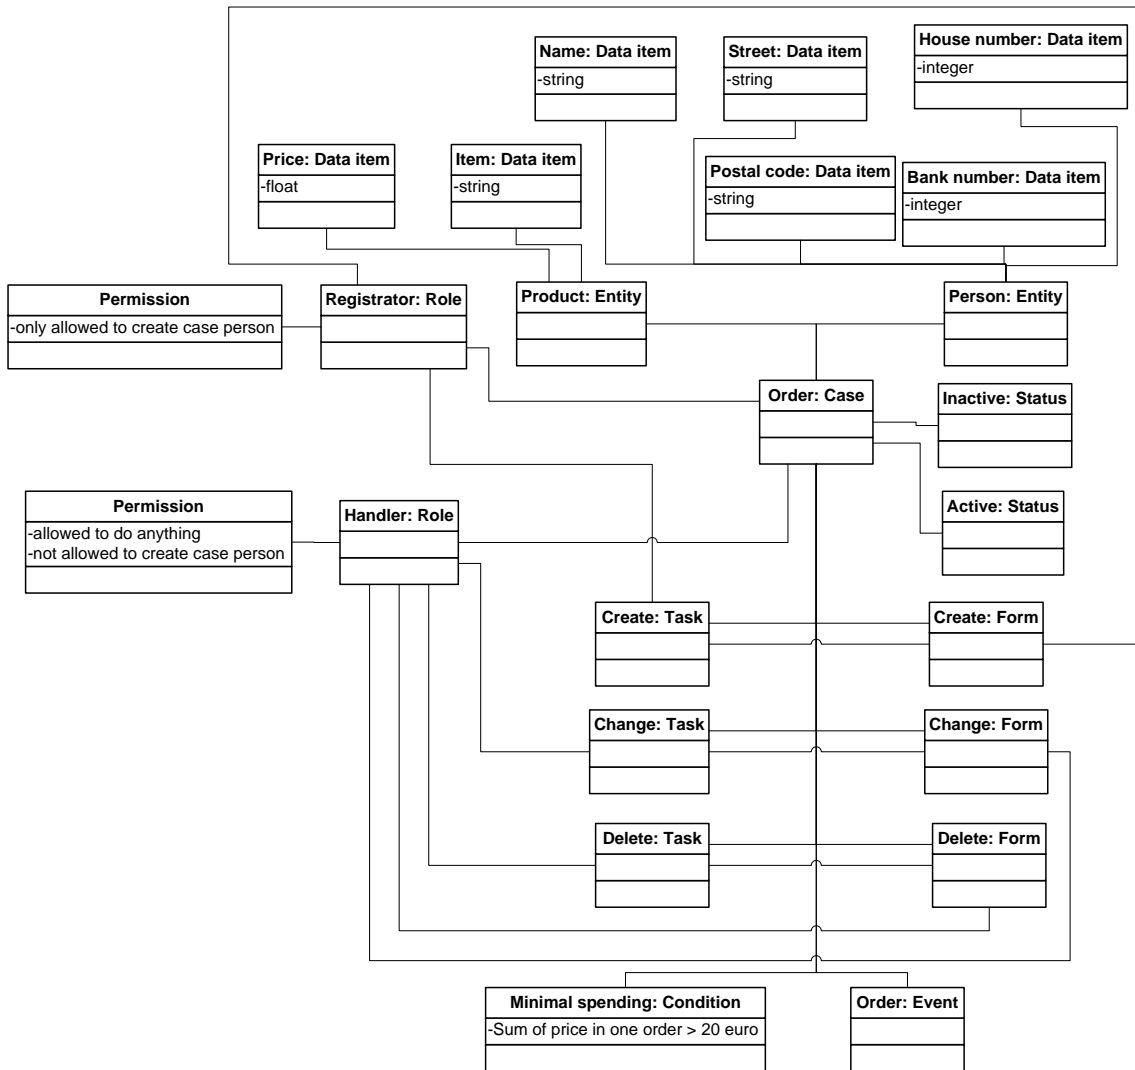 House number: Data item
-integer
Name: Data item
-string
Street: Data item
-string
Price: Data item
-float
Item: Data item
-string
Postal code: Data item
-string
Bank number: Data item
-integer
Permission
-only allowed to create case person
Registrator: Role
Product: Entity
Person: Entity
Order: Case
Inactive: Status
Active: Status
Permission
-allowed to do anything
-not allowed to create case person
Handler: Role
Create: Task
Create: Form
Change: Task
Change: Form
Delete: Task
Delete: Form
Minimal spending: Condition
-Sum of price in one order > 20 euro
Order: Event